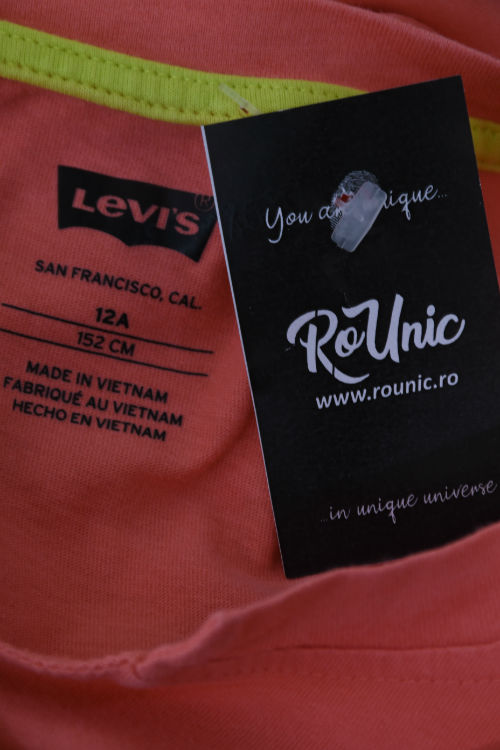 LEVI'S®
SAN FRANCISCO, CAL.
12A
152 CM
MADE IN VIETNAM
FABRIQUÉ AU VIETNAM
HECHO EN VIETNAM
You
RoUnic
www.rounic.ro
...in unique universe